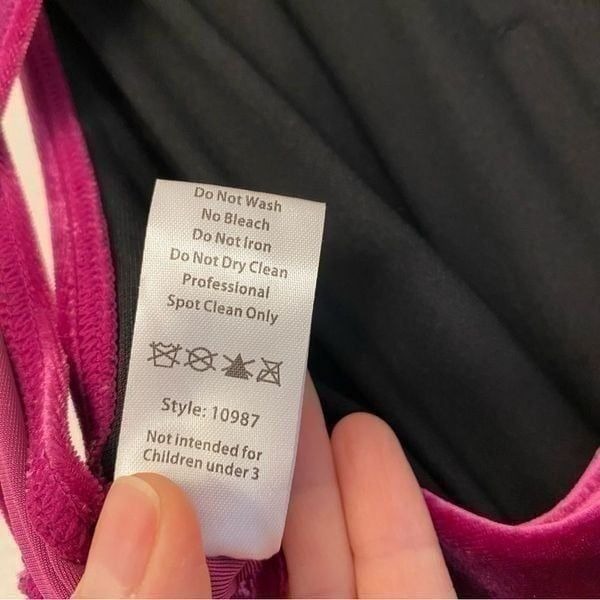 Do Not Wash
No Bleach
Do Not Iron
Do Not Dry Clean
Professional
Spot Clean Only
Style: 10987
Not intended for
Children under 3